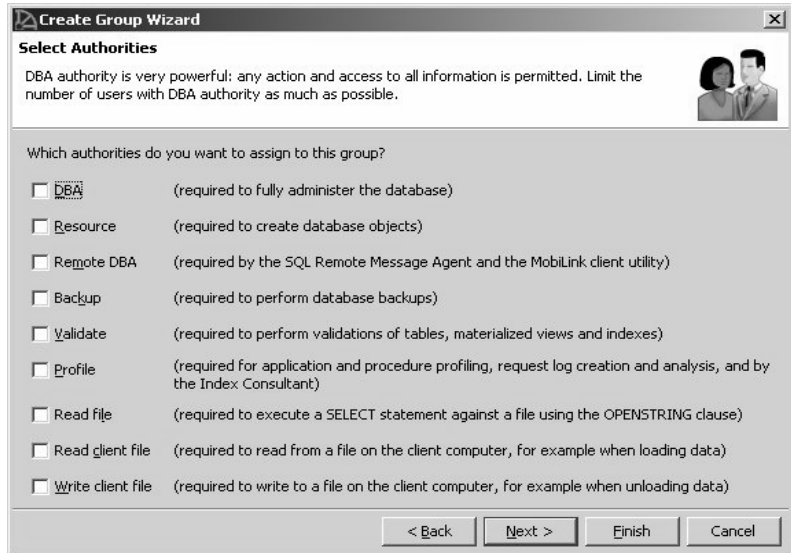 Create Group Wizard
Select Authorities
DBA authority is very powerful: any action and access to all information is permitted. Limit the
number of users with DBA authority as much as possible.
Which authorities do you want to assign to this group?
DBA (required to fully administer the database)
Resource (required to create database objects)
Remote DBA (required by the SQL Remote Message Agent and the MobiLink client utility)
Backup (required to perform database backups)
Validate (required to perform validations of tables, materialized views and indexes)
Profile (required for application and procedure profiling, request log creation and analysis, and by
the Index Consultant)
Read file (required to execute a SELECT statement against a file using the OPENSTRING clause)
Read client file (required to read from a file on the client computer, for example when loading data)
Write client file (required to write to a file on the client computer, for example when unloading data)
< Back Next > Finish Cancel